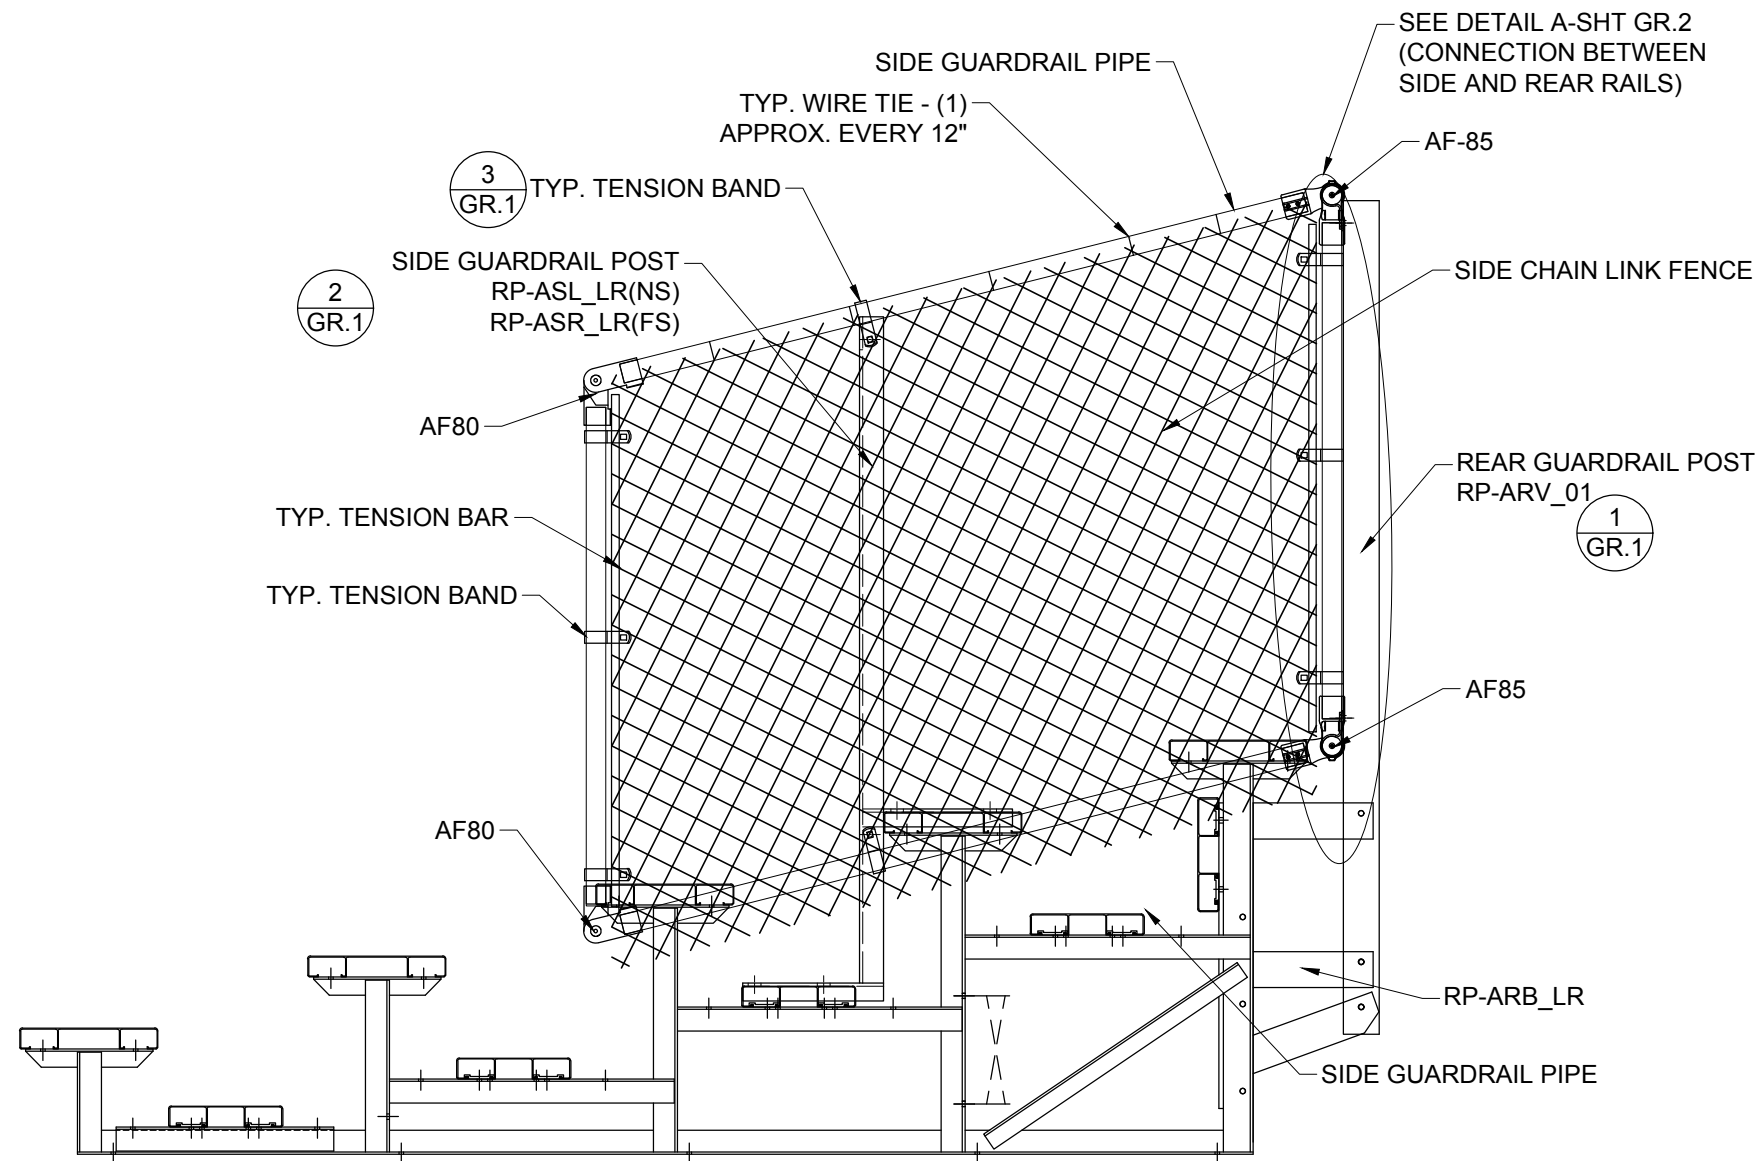 SEE DETAIL A-SHT GR.2
(CONNECTION BETWEEN
SIDE AND REAR RAILS)
SIDE GUARDRAIL PIPE
TYP. WIRE TIE - (1)
APPROX. EVERY 12"
AF-85
3
GR.1
TYP. TENSION BAND
SIDE GUARDRAIL POST
RP-ASL_LR(NS)
RP-ASR_LR(FS)
2
GR.1
SIDE CHAIN LINK FENCE
AF80
REAR GUARDRAIL POST
RP-ARV_01
1
GR.1
TYP. TENSION BAR
TYP. TENSION BAND
AF85
AF80
RP-ARB_LR
SIDE GUARDRAIL PIPE